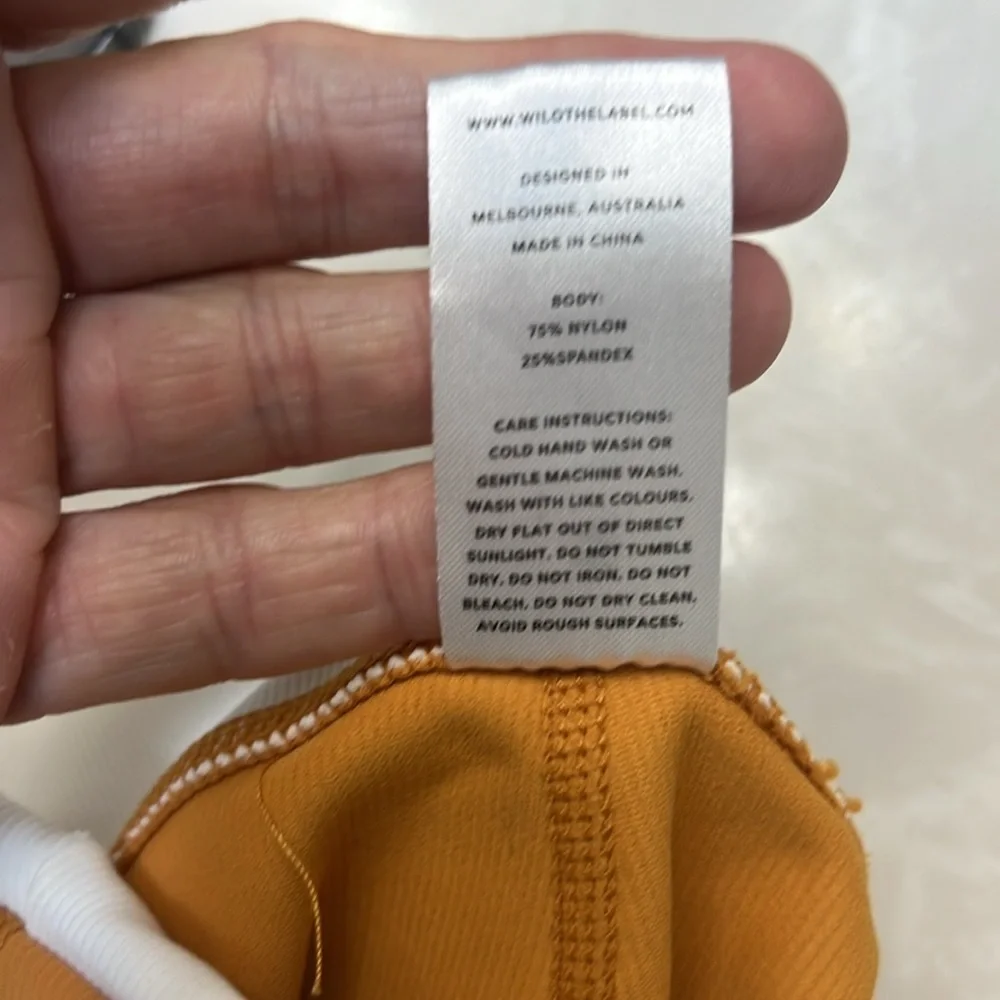 WWW.WILOTHELABEL.COM
DESIGNED IN
MELBOURNE, AUSTRALIA
MADE IN CHINA
BODY:
75% NYLON
25%SPANDEX
CARE INSTRUCTIONS:
COLD HAND WASH OR
GENTLE MACHINE WASH.
WASH WITH LIKE COLOURS.
DRY FLAT OUT OF DIRECT
SUNLIGHT. DO NOT TUMBLE
DRY. DO NOT IRON. DO NOT
BLEACH. DO NOT DRY CLEAN.
AVOID ROUGH SURFACES.